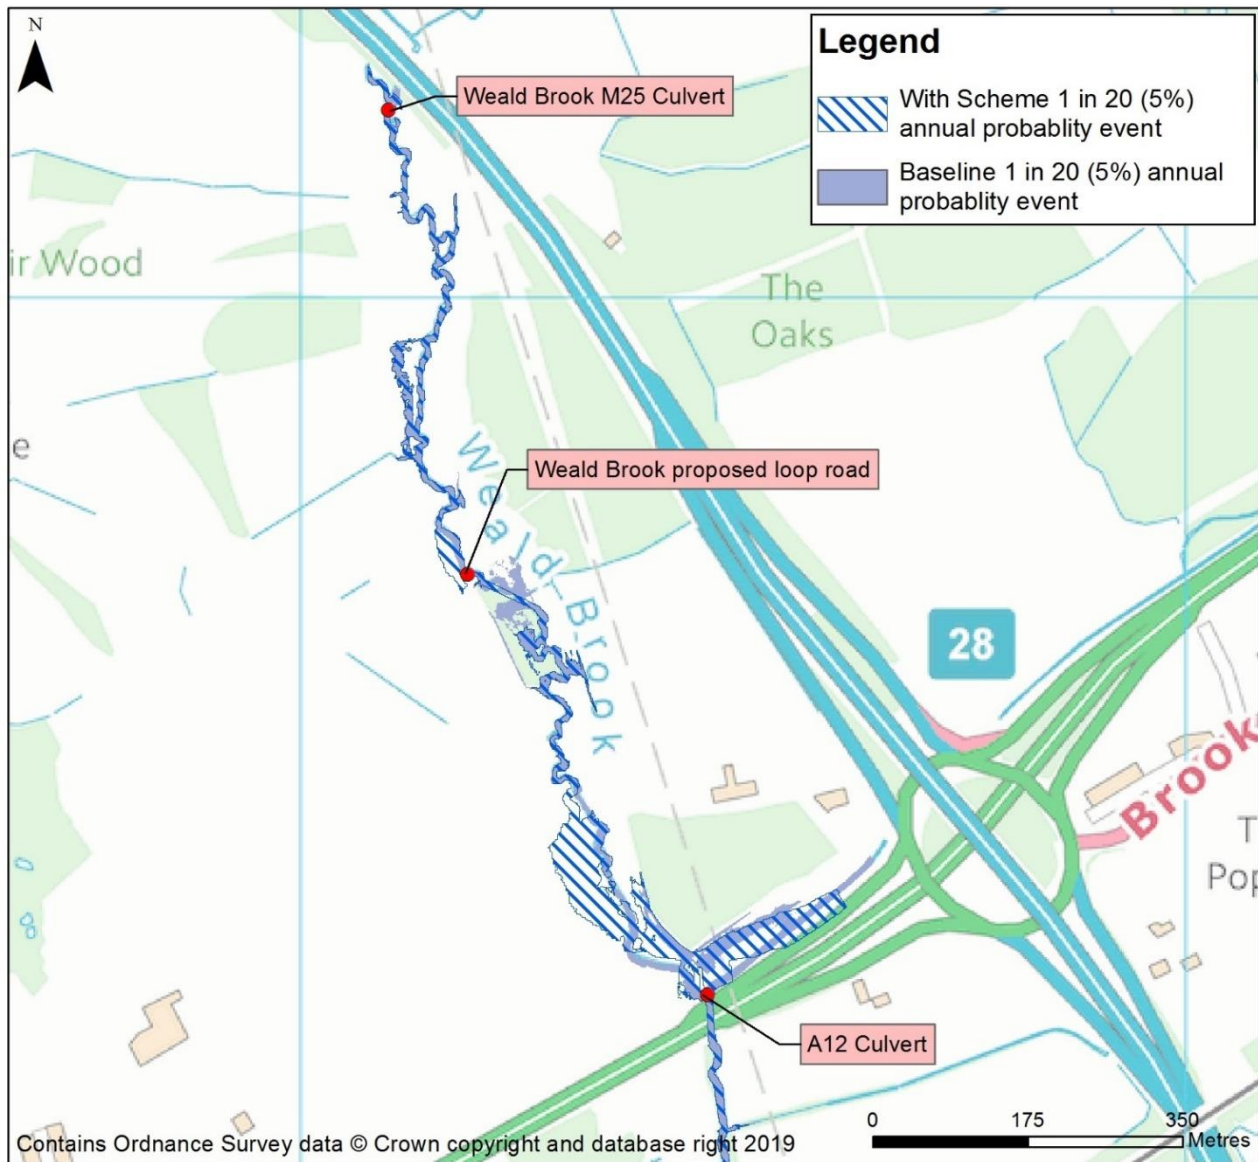 N
Legend
With Scheme 1 in 20 (5%)
annual probablity event
Baseline 1 in 20 (5%) annual
probablity event
Weald Brook M25 Culvert
ir Wood
The
Oaks
e
Weald Brook proposed loop road
Weald Brook
28
Brook
T
Pop
A12 Culvert
0 175 350
Metres
Contains Ordnance Survey data © Crown copyright and database right 2019